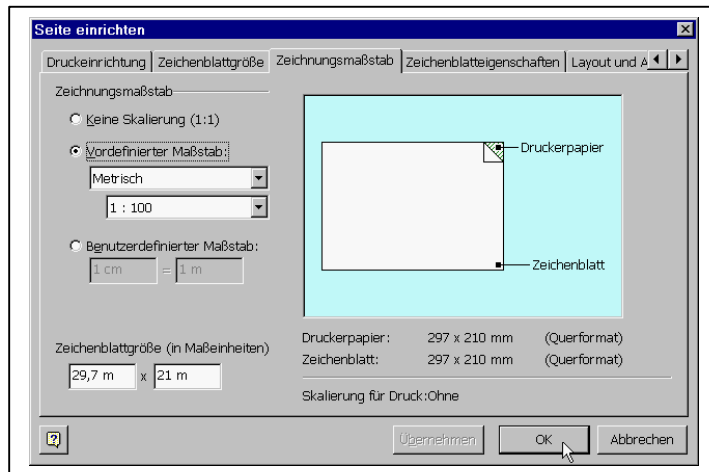 Seite einrichten
Druckeinrichtung Zeichenblattgröße Zeichnungsmaßstab Zeichenblatteigenschaften Layout und A
Zeichnungsmaßstab
Keine Skalierung (1:1)
Vordefinierter Maßstab:
Metrisch
1 : 100
Benutzerdefinierter Maßstab:
1 cm = 1 m
Zeichenblattgröße (in Maßeinheiten)
29,7 m x 21 m
Druckerpapier
Zeichenblatt
Druckerpapier: 297 x 210 mm (Querformat)
Zeichenblatt: 297 x 210 mm (Querformat)
Skalierung für Druck:Ohne
Übernehmen OK Abbrechen